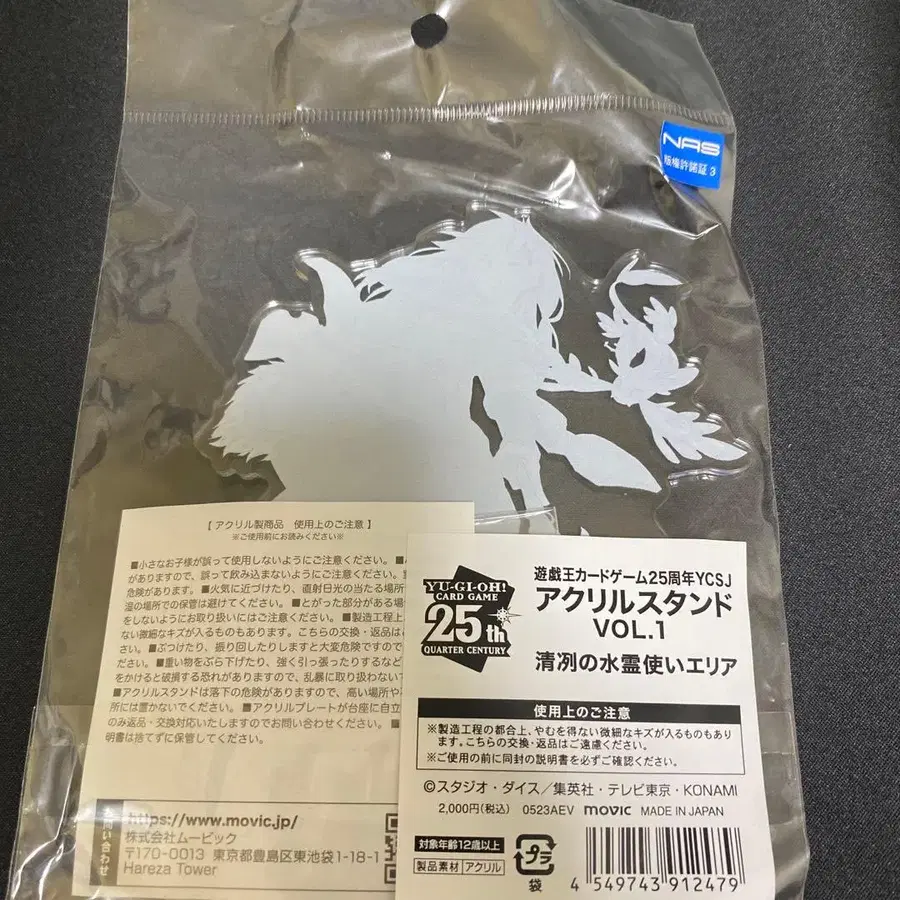 NAS
版権許諾証 3
【 アクリル製商品 使用上のご注意 】
※ご使用前にお読みください※
■小さなお子様が誤って使用しないようにご注意ください。
がありますので、誤って飲み込まないようにご注意ください。
危険があります。■火気に近づけたり、直射日光の当たる場所
温の場所での保管は避けてください。■とがった部分がある場
をしないようにお取り扱いにはご注意ください。■製造工程上
ない微細なキズが入るものもあります。こちらの交換・返品は
■ぶつけたり、振り回したりしますと大変危険ですので
ださい。■重い物をぶら下げたり、強く引っ張ったりするなど
をかけると破損する恐れがありますので、乱暴に取り扱わない
■アクリルスタンドは落下の危険がありますので、高い場所や
所には置かないでください。■アクリルプレートが台座に自立
のみ返品・交換対応いたしますのでお問い合わせください。■
明書は捨てずに保管してください。
お問い合わせ
https://www.movic.jp/
株式会社ムービック
〒170-0013 東京都豊島区東池袋1-18-1
Hareza Tower
YU-GI-OH!
CARD GAME
25th
QUARTER CENTURY
遊戯王カードゲーム25周年YCSJ
アクリルスタンド
VOL.1
清冽の水霊使いエリア
使用上のご注意
※製造工程の都合上、やむを得ない微細なキズが入るものもあり
ます。こちらの交換・返品はご遠慮ください。
※ご使用の前に同封の説明書を必ずご確認ください。
©スタジオ・ダイス／集英社・テレビ東京・KONAMI
2,000円(税込) 0523AEV movic MADE IN JAPAN
対象年齢12歳以上
製品素材 アクリル
プラ
袋
4 549743 912479